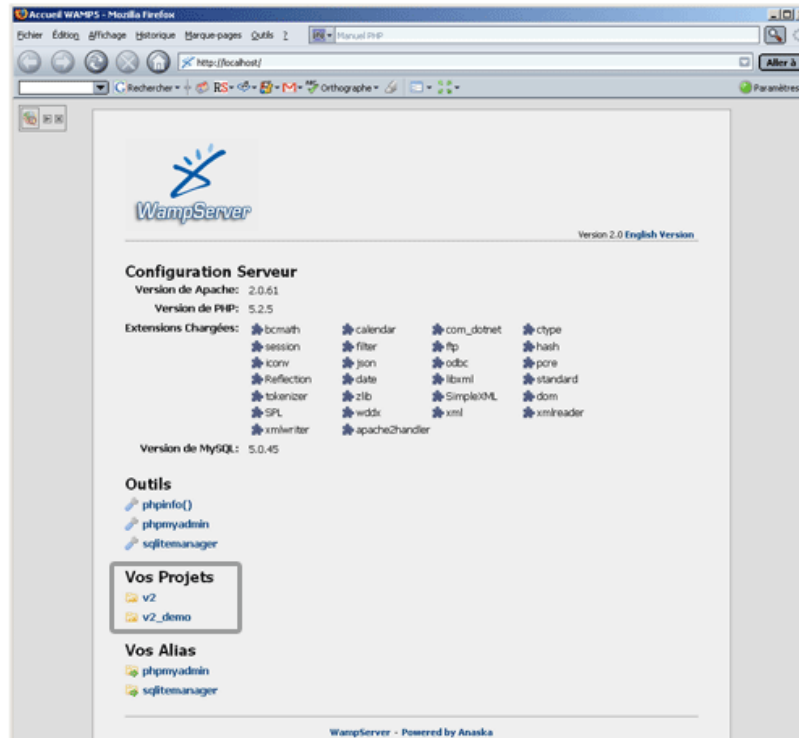 Accueil WAMPS - Mozilla Firefox
Fichier Édition Affichage Historique Marque-pages Outils ? Manuel PHP
http://localhost/ Aller à
Rechercher RS Orthographe Paramètres
WampServer
Version 2.0 English Version
Configuration Serveur
Version de Apache: 2.0.61
Version de PHP: 5.2.5
Extensions Chargées: bcmath calendar com_dotnet ctype
session filter ftp hash
iconv json odbc pcre
Reflection date libxml standard
tokenizer zlib SimpleXML dom
SPL wddx xml xmlreader
xmlwriter apache2handler
Version de MySQL: 5.0.45
Outils
phpinfo()
phpmyadmin
sqlitemanager
Vos Projets
v2
v2_demo
Vos Alias
phpmyadmin
sqlitemanager
WampServer - Powered by Anaska